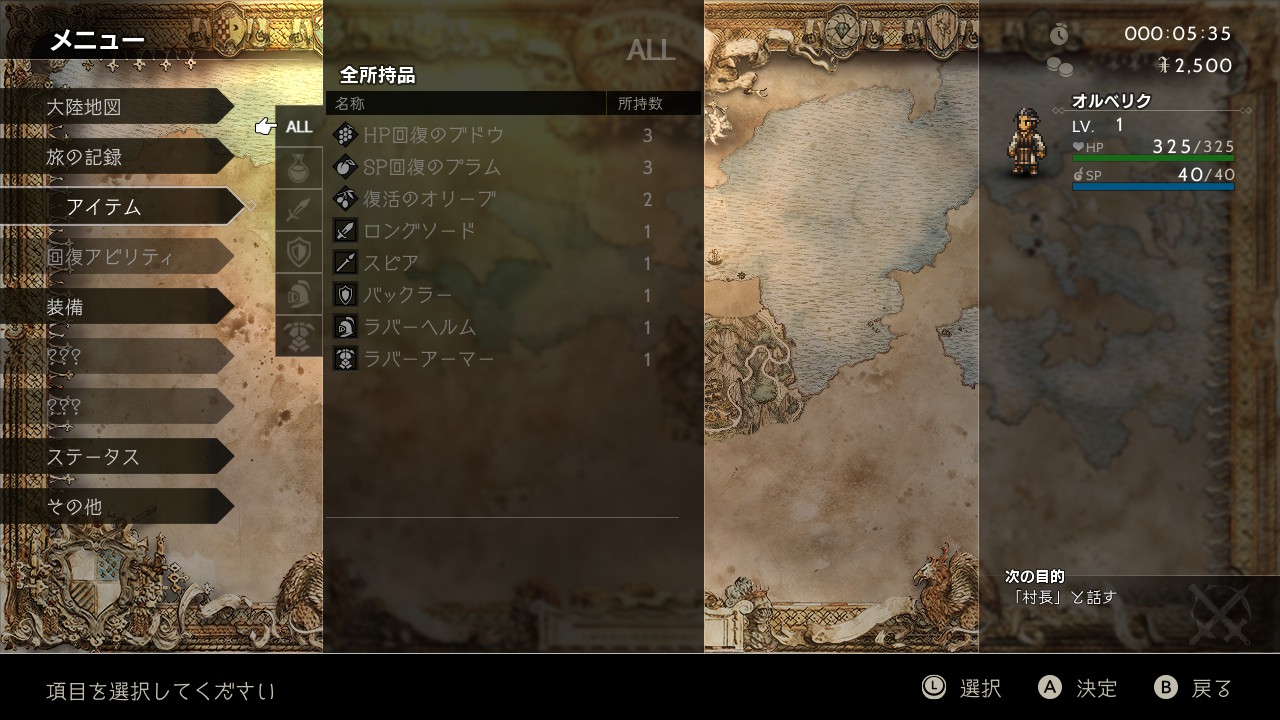 メニュー
大陸地図
旅の記録
アイテム
回復アビリティ
装備
???
???
ステータス
その他
ALL
ALL
全所持品
名称 所持数
HP回復のブドウ 3
SP回復のプラム 3
復活のオリーブ 2
ロングソード 1
スピア 1
バックラー 1
ラバーヘルム 1
ラバーアーマー 1
000:05:35
2,500
オルベリク
LV. 1
HP 325/325
SP 40/40
次の目的
「村長」と話す
項目を選択してください
L 選択 A 決定 B 戻る